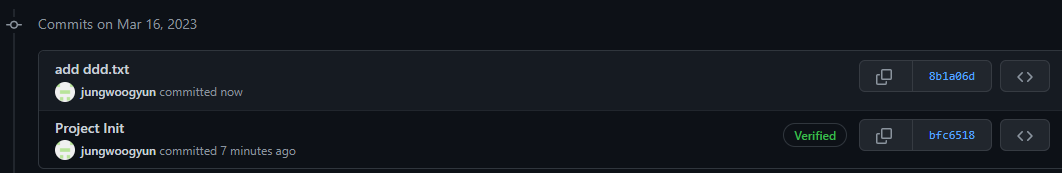 Commits on Mar 16, 2023
add ddd.txt
8b1a06d
jungwoogyun committed now
Project Init
Verified
bfc6518
jungwoogyun committed 7 minutes ago